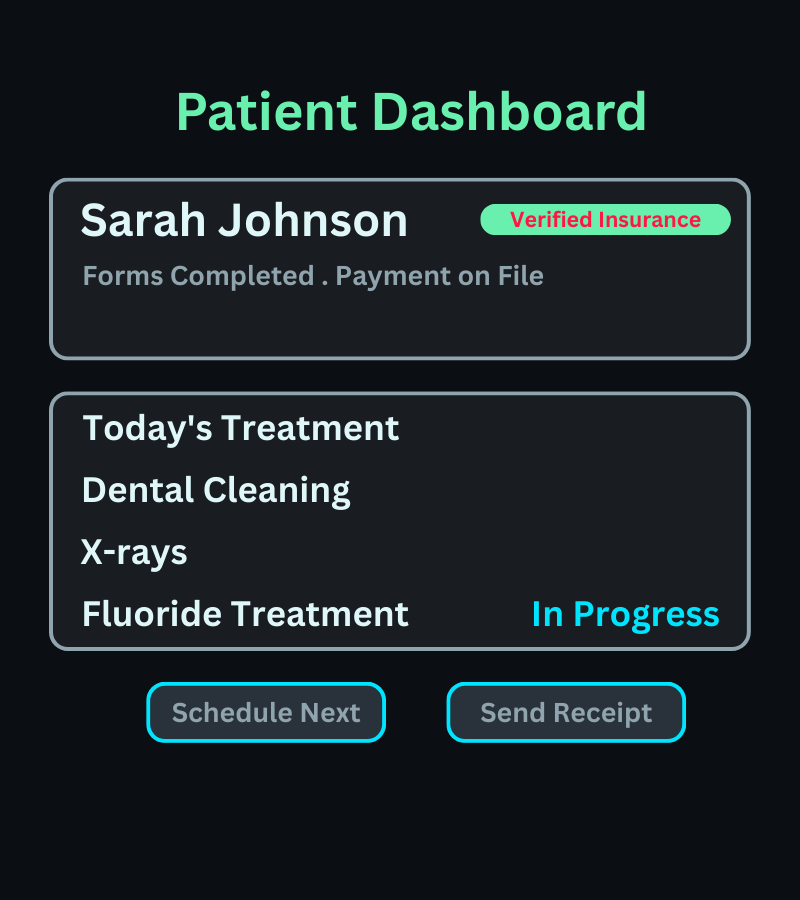 Patient Dashboard
Sarah Johnson
Verified Insurance
Forms Completed . Payment on File
Today's Treatment
Dental Cleaning
X-rays
Fluoride Treatment
In Progress
Schedule Next
Send Receipt